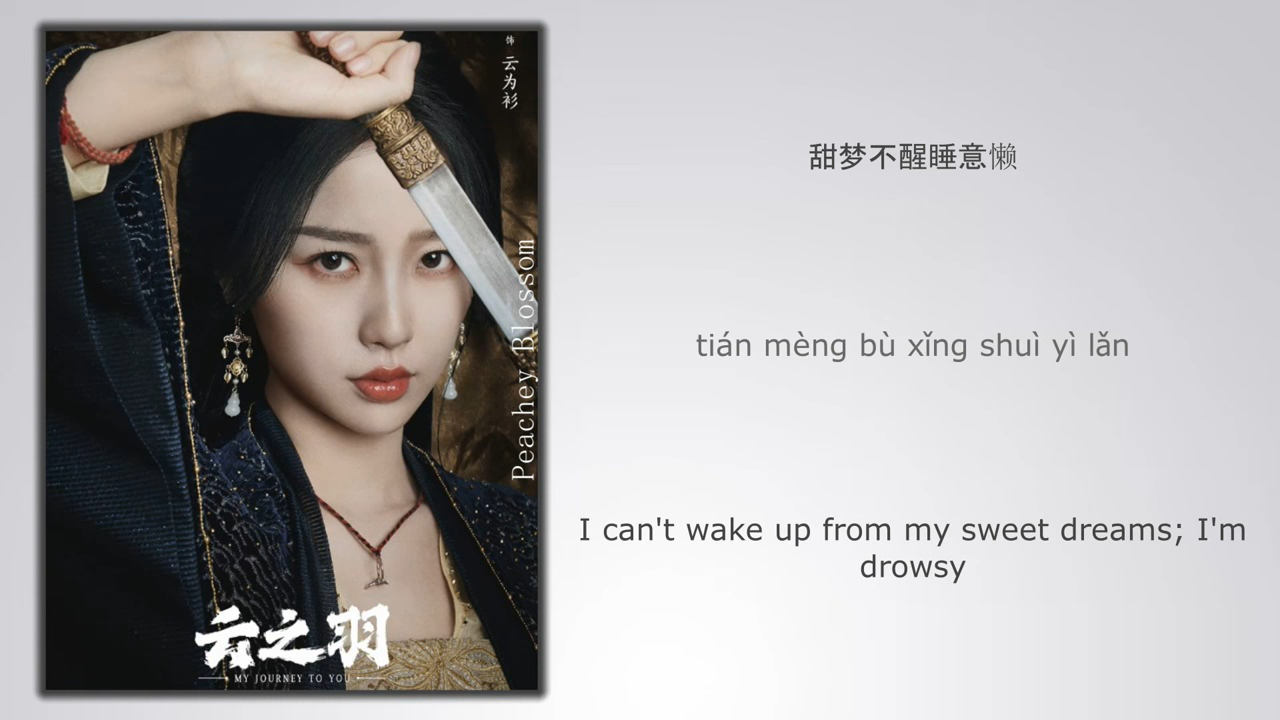 饰
云为衫
Peachey Blossom
云之羽
MY JOURNEY TO YOU
甜梦不醒睡意懒
tián mèng bù xǐng shuì yì lǎn
I can't wake up from my sweet dreams; I'm
drowsy